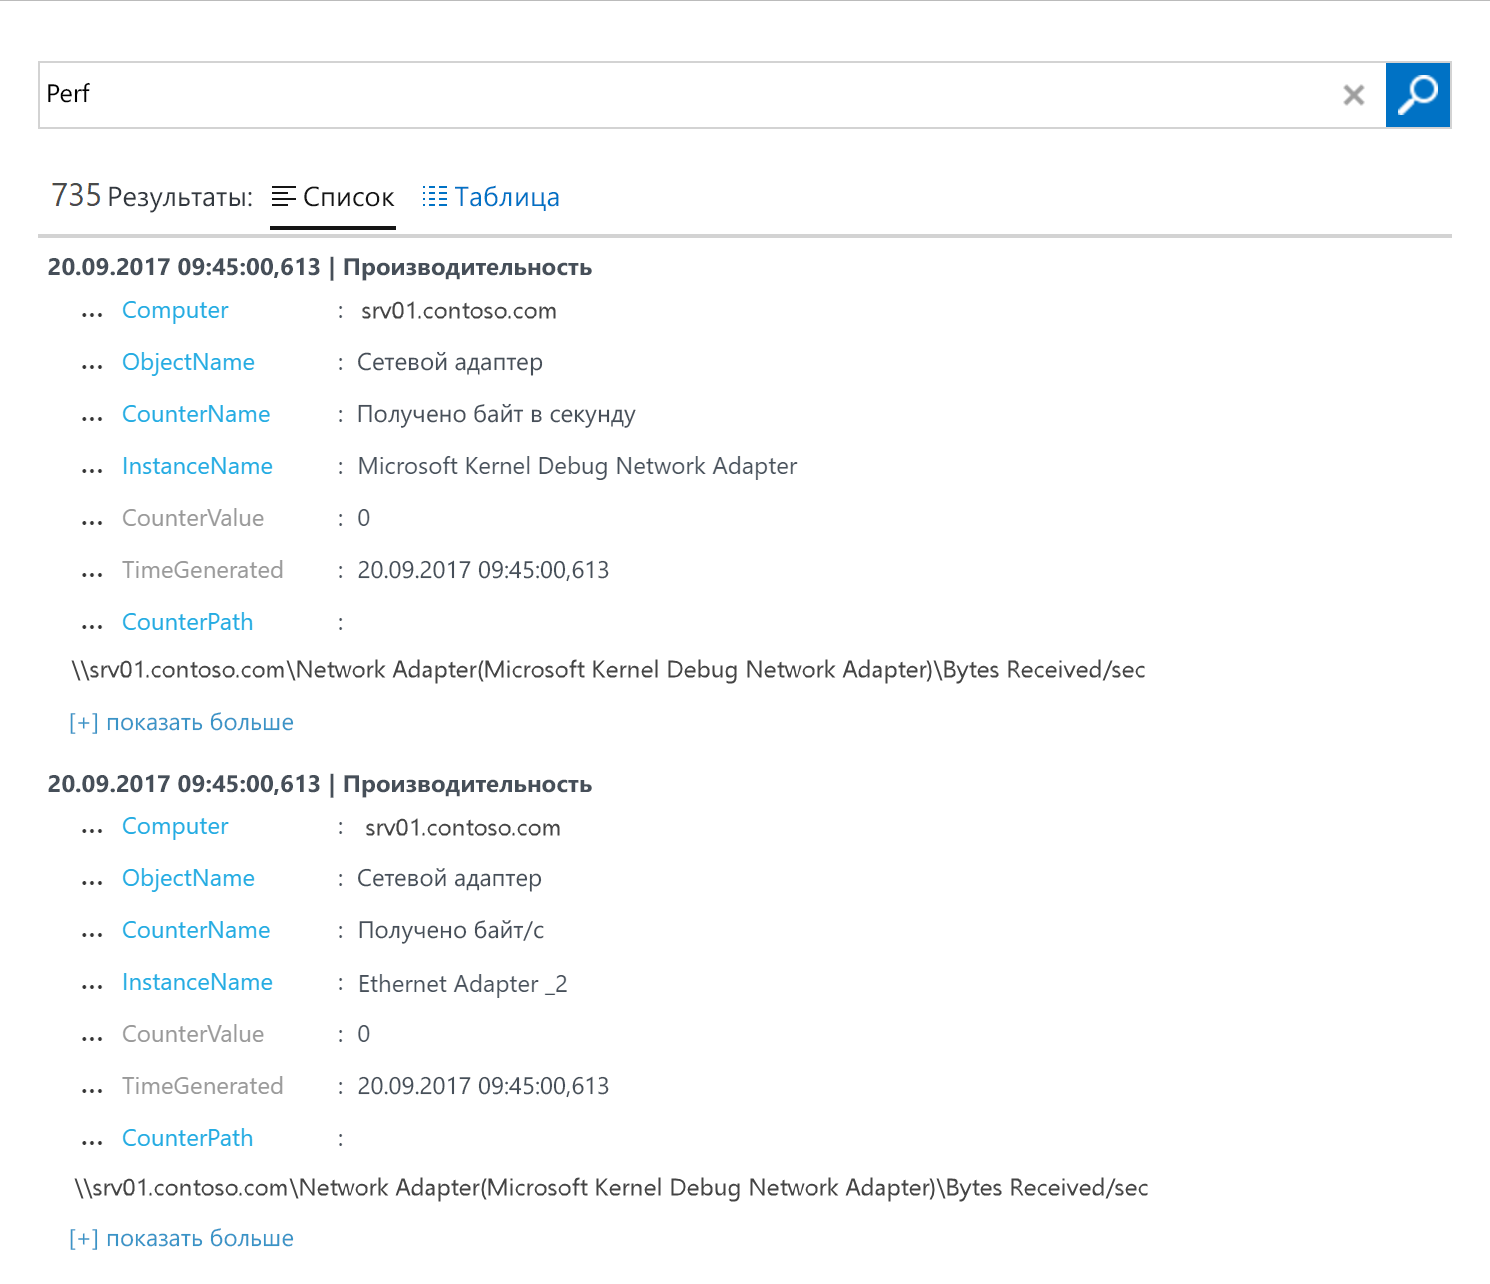 Perf
735 Результаты: Список Таблица
20.09.2017 09:45:00,613 | Производительность
... Computer : srv01.contoso.com
... ObjectName : Сетевой адаптер
... CounterName : Получено байт в секунду
... InstanceName : Microsoft Kernel Debug Network Adapter
... CounterValue : 0
... TimeGenerated : 20.09.2017 09:45:00,613
... CounterPath :
\\srv01.contoso.com\Network Adapter(Microsoft Kernel Debug Network Adapter)\Bytes Received/sec
[+] показать больше
20.09.2017 09:45:00,613 | Производительность
... Computer : srv01.contoso.com
... ObjectName : Сетевой адаптер
... CounterName : Получено байт/с
... InstanceName : Ethernet Adapter _2
... CounterValue : 0
... TimeGenerated : 20.09.2017 09:45:00,613
... CounterPath :
\\srv01.contoso.com\Network Adapter(Microsoft Kernel Debug Network Adapter)\Bytes Received/sec
[+] показать больше